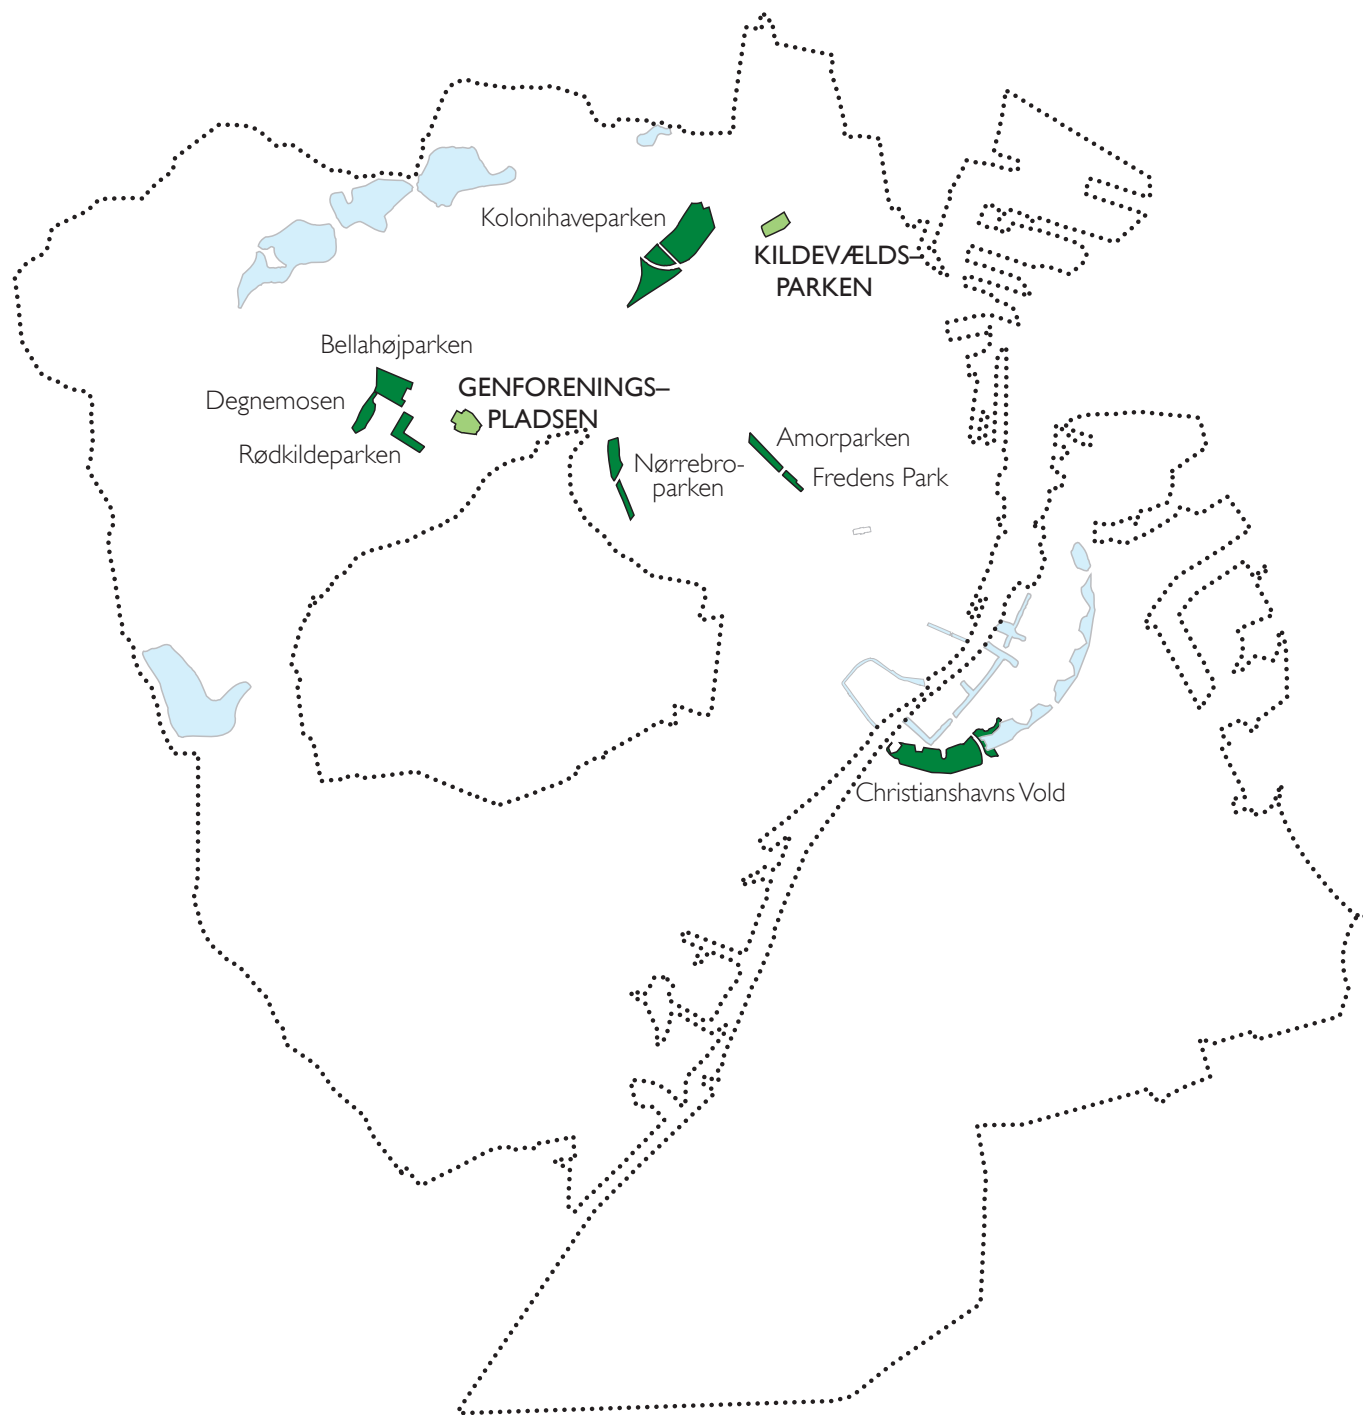 Kolonihaveparken
KILDEVÆLDS–
PARKEN
Bellahøjparken
GENFORENINGS–
PLADSEN
Degnemosen
Rødkildeparken
Nørrebro-
parken
Amorparken
Fredens Park
Christianshavns Vold